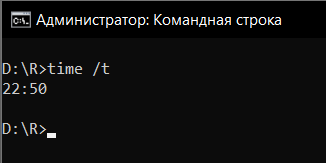 Администратор: Командная строка
D:\R>time /t
22:50
D:\R>